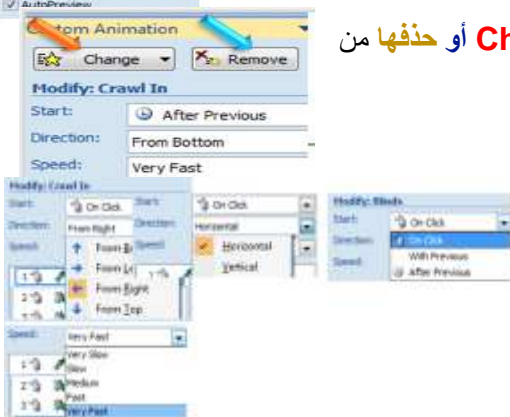 AutoPreview
Custom Animation
Change Remove
أو حذفها من
Modify: Crawl In
Start: After Previous
Direction: From Bottom
Speed: Very Fast
Modify: Crawl In
Start: On Click
Direction: From Right
Speed:
From
From
From Right
From Top
Start: On Click
Direction: Horizontal
Speed:
Horizontal
Vertical
Modify: Blinds
Start: On Click
Direction: On Click
Speed: With Previous
After Previous
Speed: Very Fast
Very Slow
Slow
Medium
Fast
Very Fast